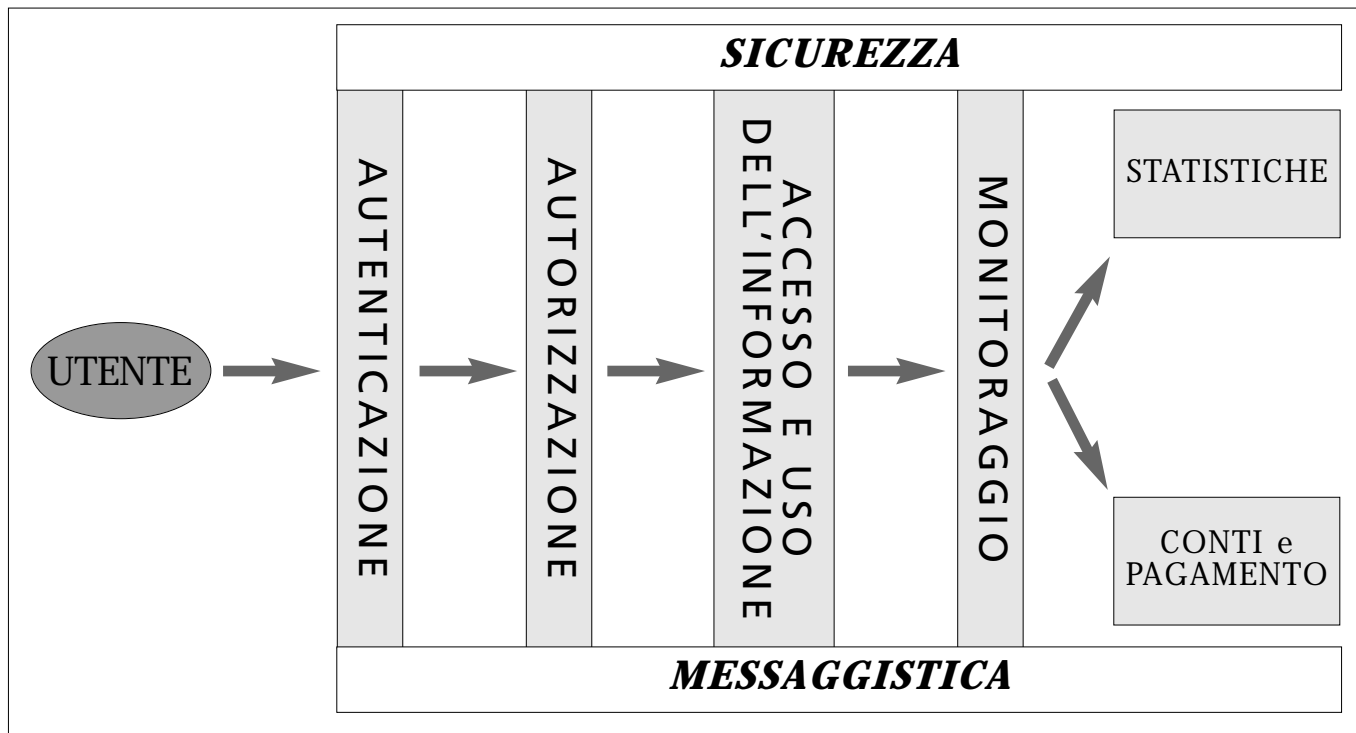 SICUREZZA
UTENTE
AUTENTICAZIONE
AUTORIZZAZIONE
ACCESSO E USO
DELL'INFORMAZIONE
MONITORAGGIO
STATISTICHE
CONTI e
PAGAMENTO
MESSAGGISTICA